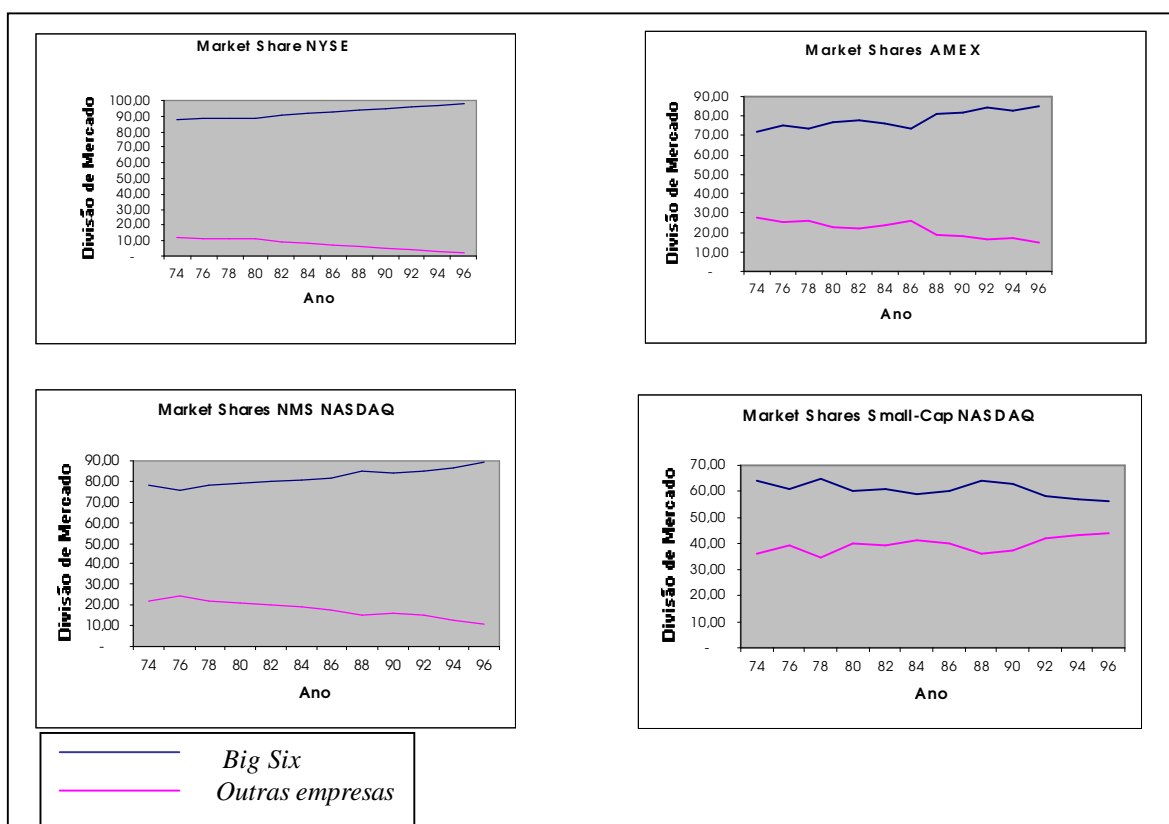 Market Share NYSE
Divisão de Mercado
100,00
90,00
80,00
70,00
60,00
50,00
40,00
30,00
20,00
10,00
-
74 76 78 80 82 84 86 88 90 92 94 96
Ano
Market Shares AMEX
Divisão de Mercado
90,00
80,00
70,00
60,00
50,00
40,00
30,00
20,00
10,00
-
74 76 78 80 82 84 86 88 90 92 94 96
Ano
Market Shares NMS NASDAQ
Divisão de Mercado
90,00
80,00
70,00
60,00
50,00
40,00
30,00
20,00
10,00
-
74 76 78 80 82 84 86 88 90 92 94 96
Ano
Market Shares Small-Cap NASDAQ
Divisão de Mercado
70,00
60,00
50,00
40,00
30,00
20,00
10,00
-
74 76 78 80 82 84 86 88 90 92 94 96
Ano
Big Six
Outras empresas